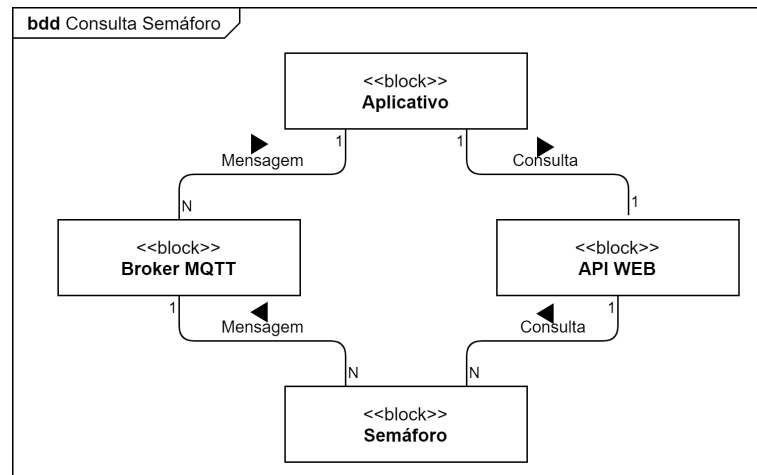 bdd Consulta Semáforo
<<block>>
Aplicativo
1
1
Mensagem
Consulta
N
1
<<block>>
Broker MQTT
<<block>>
API WEB
1
1
Mensagem
Consulta
N
N
<<block>>
Semáforo